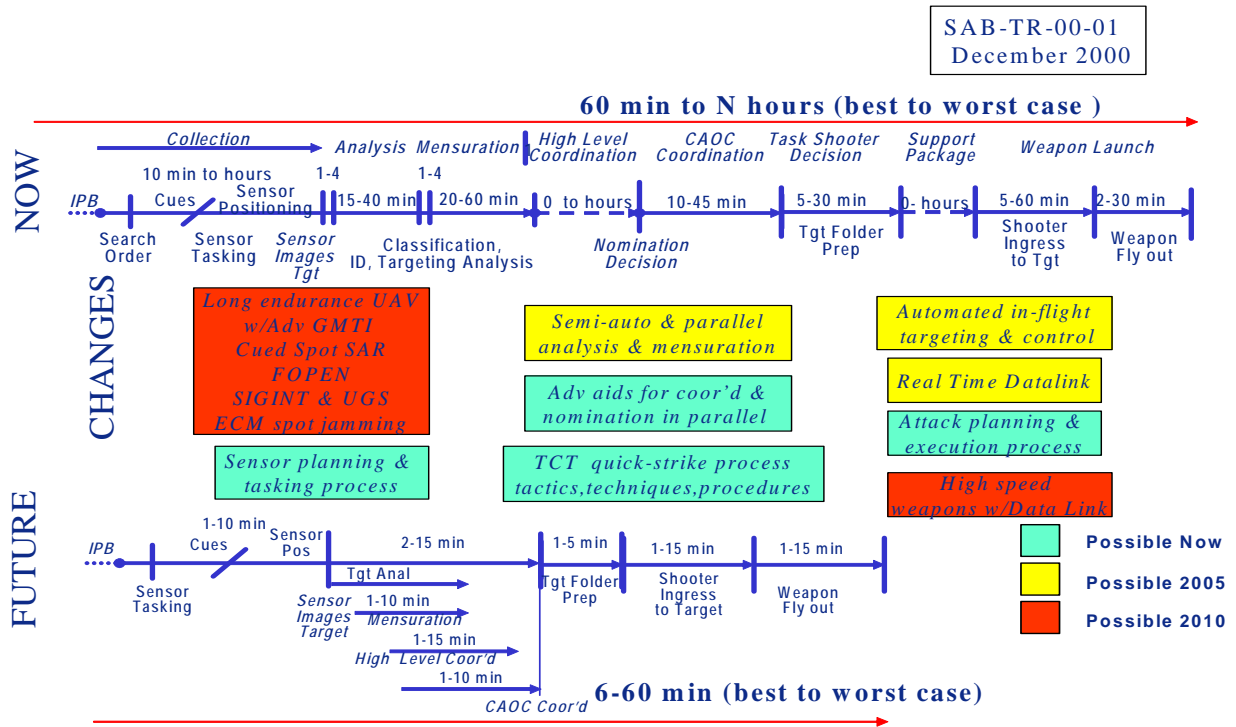 SAB-TR-00-01
December 2000
60 min to N hours (best to worst case )
NOW
Collection
Analysis Mensuration
High Level
Coordination
CAOC
Coordination
Task Shooter
Decision
Support
Package
Weapon Launch
10 min to hours
1-4
1-4
IPB
Cues
Sensor
Positioning
15-40 min
20-60 min
0 to hours
10-45 min
5-30 min
0- hours
5-60 min
2-30 min
Search
Order
Sensor
Tasking
Sensor
Images
Tgt
Classification,
ID, Targeting Analysis
Nomination
Decision
Tgt Folder
Prep
Shooter
Ingress
to Tgt
Weapon
Fly out
CHANGES
Long endurance UAV
w/Adv GMTI
Cued Spot SAR
FOPEN
SIGINT & UGS
ECM spot jamming
Sensor planning &
tasking process
Semi-auto & parallel
analysis & mensuration
Adv aids for coor'd &
nomination in parallel
TCT quick-strike process
tactics,techniques,procedures
Automated in-flight
targeting & control
Real Time Datalink
Attack planning &
execution process
High speed
weapons w/Data Link
Possible Now
Possible 2005
Possible 2010
FUTURE
IPB
1-10 min
Cues
Sensor
Pos
2-15 min
1-5 min
1-15 min
1-15 min
Sensor
Tasking
Tgt Anal
Sensor
Images
Target
1-10 min
Mensuration
1-15 min
High Level Coor'd
1-10 min
CAOC Coor'd
Tgt Folder
Prep
Shooter
Ingress
to Target
Weapon
Fly out
6-60 min (best to worst case)